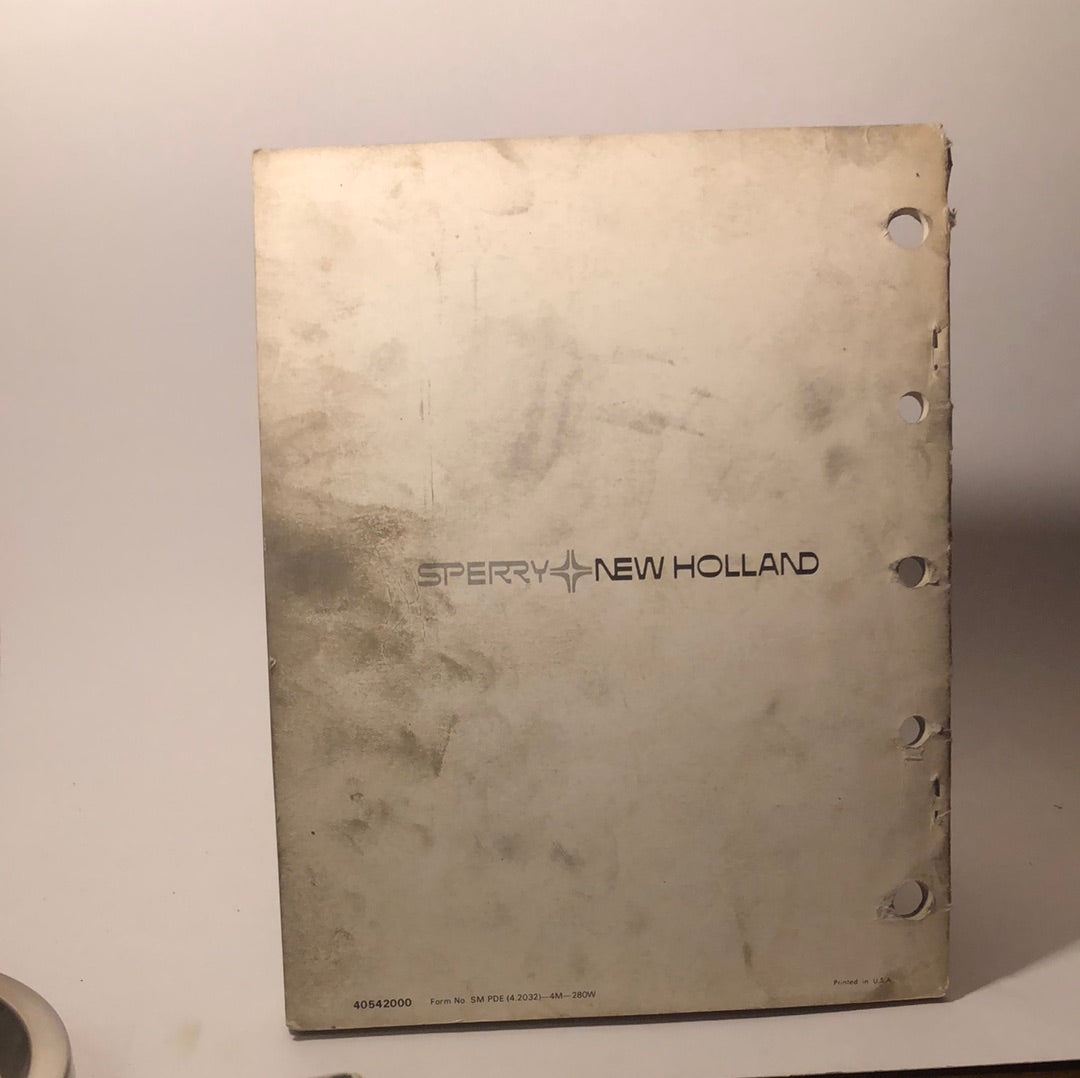 SPERRY NEW HOLLAND
40542000 Form No SM PDE (4.2032)—4M—280W
Printed in U.S.A.